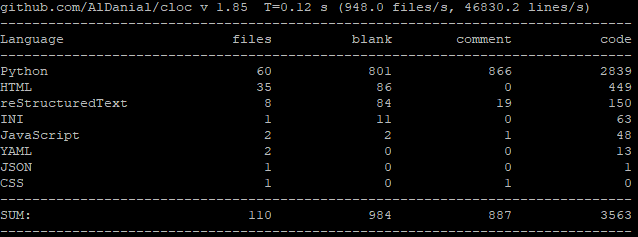 github.com/AlDanial/cloc v 1.85  T=0.12 s (948.0 files/s, 46830.2 lines/s)
-------------------------------------------------------------------------------
Language                     files          blank        comment           code
-------------------------------------------------------------------------------
Python                          60            801            866           2839
HTML                            35             86              0            449
reStructuredText                 8             84             19            150
INI                              1             11              0             63
JavaScript                       2              2              1             48
YAML                             2              0              0             13
JSON                             1              0              0              1
CSS                              1              0              1              0
-------------------------------------------------------------------------------
SUM:                           110            984            887           3563
-------------------------------------------------------------------------------